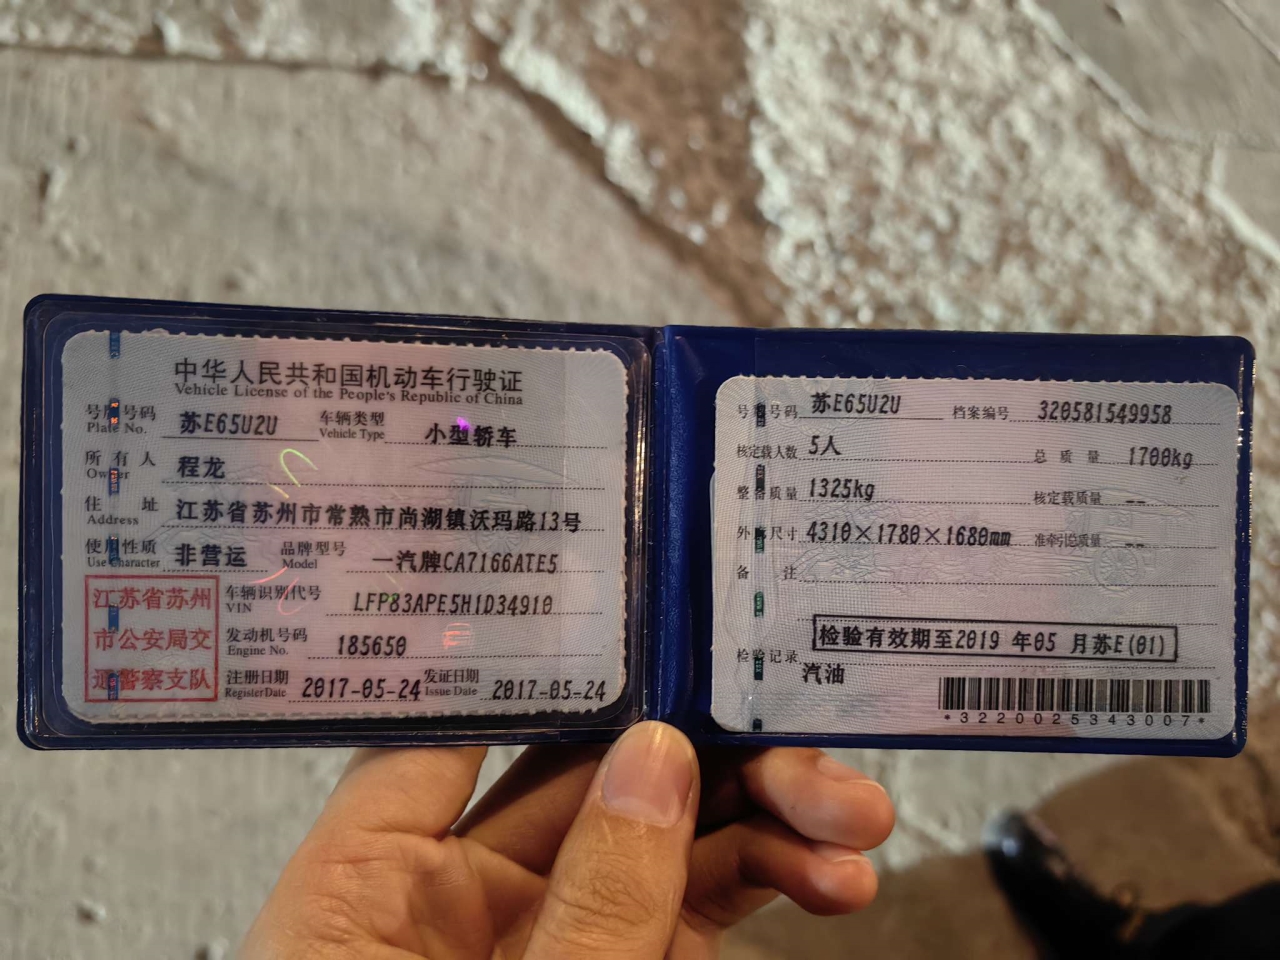 中华人民共和国机动车行驶证
Vehicle License of the People's Republic of China
号牌号码 苏E65U2U 车辆类型 小型轿车
Plate No. Vehicle Type
所有人 程龙
Owner
住址 江苏省苏州市常熟市尚湖镇沃玛路13号
Address
使用性质 非营运 品牌型号 一汽牌CA7166ATE5
Use Character Model
江苏省苏州
市公安局交
通警察支队
车辆识别代号 LFP83APE5H1D34910
VIN
发动机号码 185650
Engine No.
注册日期 2017-05-24 发证日期 2017-05-24
Register Date Issue Date
号牌号码 苏E65U2U 档案编号 320581549958
核定载人数 5人 总质量 1700kg
整备质量 1325kg 核定载质量 --
外廓尺寸 4310×1780×1680mm 准牵引总质量 --
备注
检验有效期至2019年05月苏E(01)
检验记录
汽油
*3220025343007*